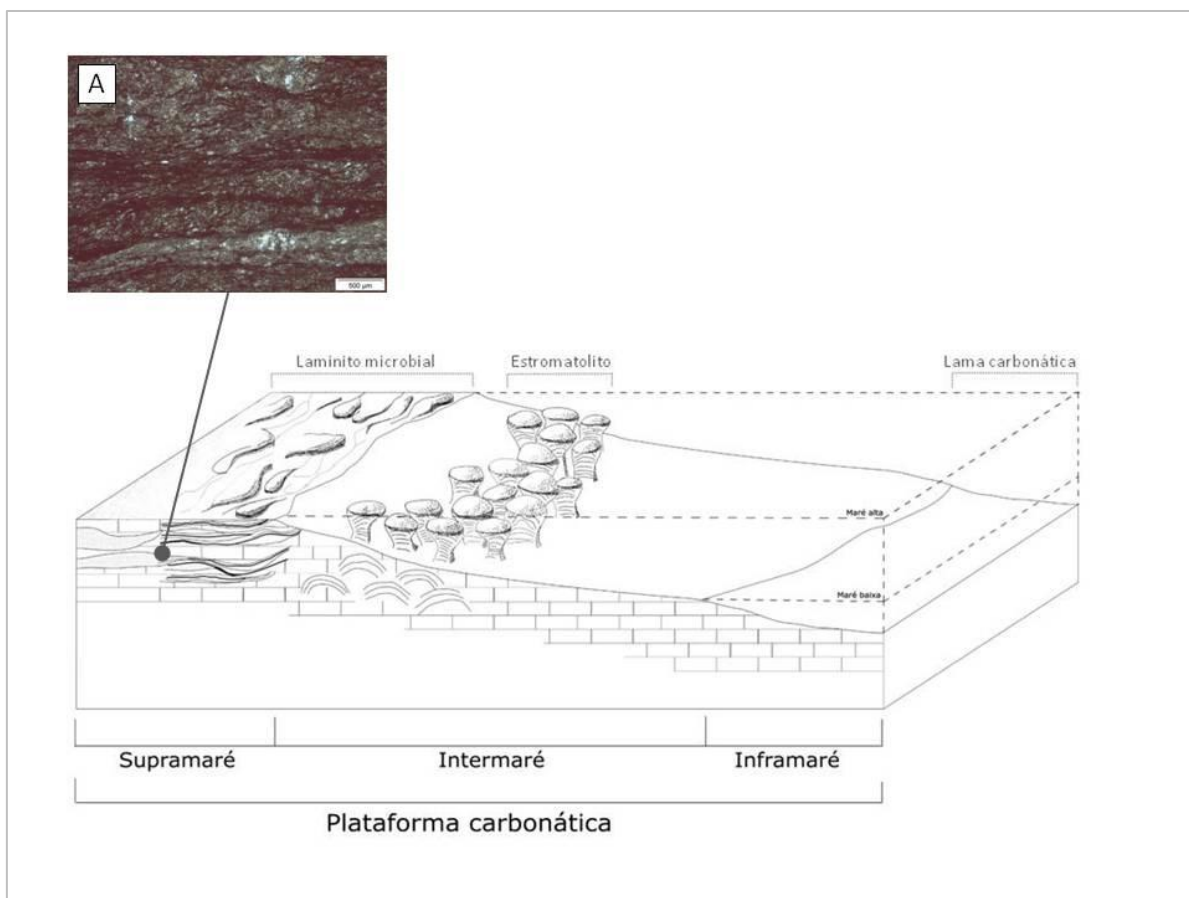 A
500 µm
Laminito microbial
Estromatolito
Lama carbonática
Maré alta
Maré baixa
Supramaré
Intermaré
Inframaré
Plataforma carbonática